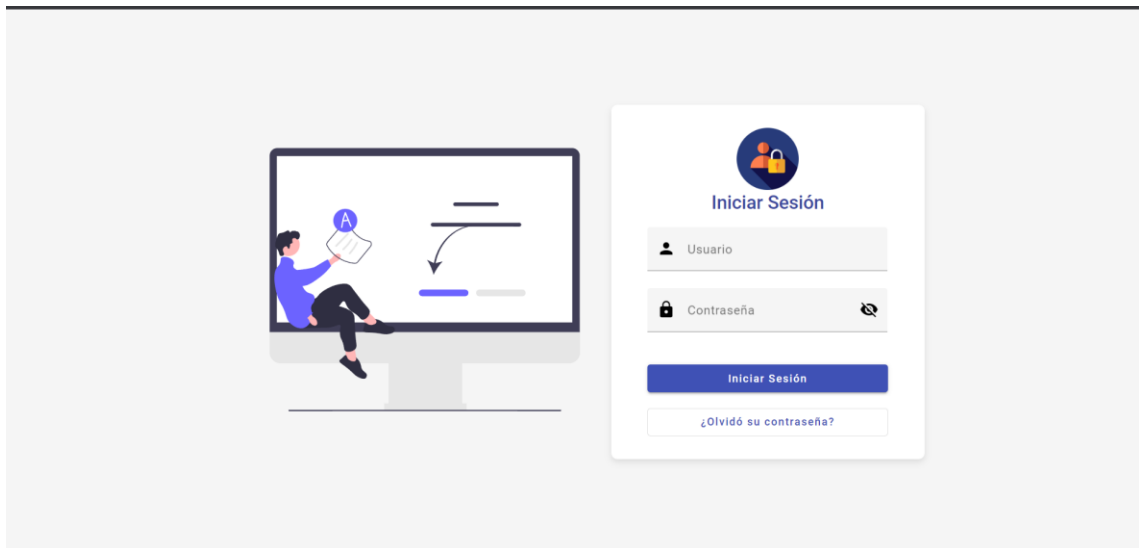 A
Iniciar Sesión
Usuario
Contraseña
Iniciar Sesión
¿Olvidó su contraseña?